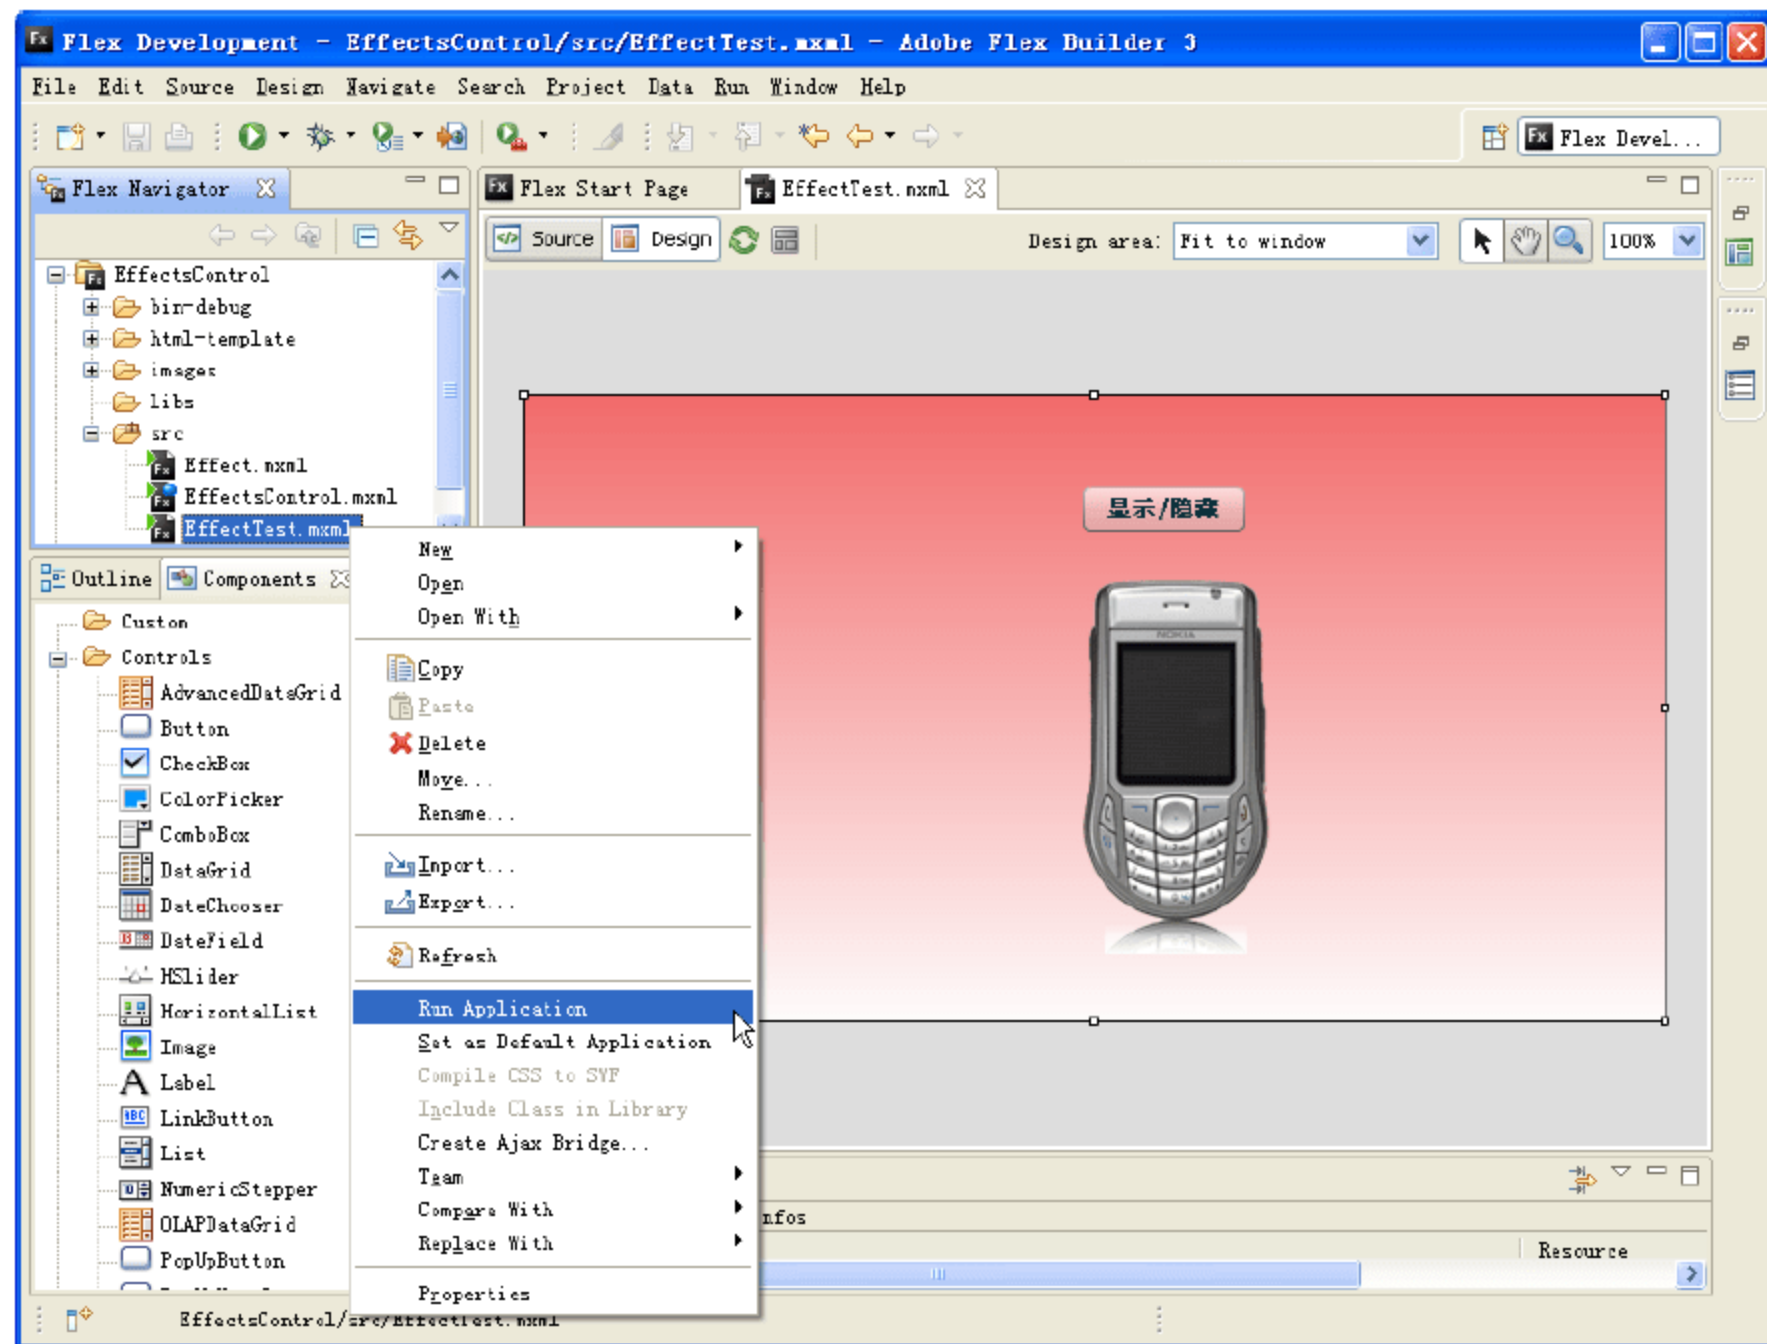 Flex Development - EffectsControl/src/EffectTest.mxml - Adobe Flex Builder 3
File Edit Source Design Navigate Search Project Data Run Window Help
Flex Devel...
Flex Navigator
Flex Start Page
EffectTest.mxml
Source
Design
Design area:
Fit to window
100%
EffectsControl
bin-debug
html-template
images
libs
src
Effect.mxml
EffectsControl.mxml
EffectTest.mxml
显示/隐藏
NOKIA
Outline
Components
Custom
Controls
AdvancedDataGrid
Button
CheckBox
ColorPicker
ComboBox
DataGrid
DateChooser
DateField
HSlider
HorizontalList
Image
Label
LinkButton
List
NumericStepper
OLAPDataGrid
PopUpButton
New
Open
Open With
Copy
Paste
Delete
Move...
Rename...
Import...
Export...
Refresh
Run Application
Set as Default Application
Compile CSS to SWF
Include Class in Library
Create Ajax Bridge...
Team
Compare With
Replace With
Properties
nfos
Resource
EffectsControl/src/EffectTest.mxml